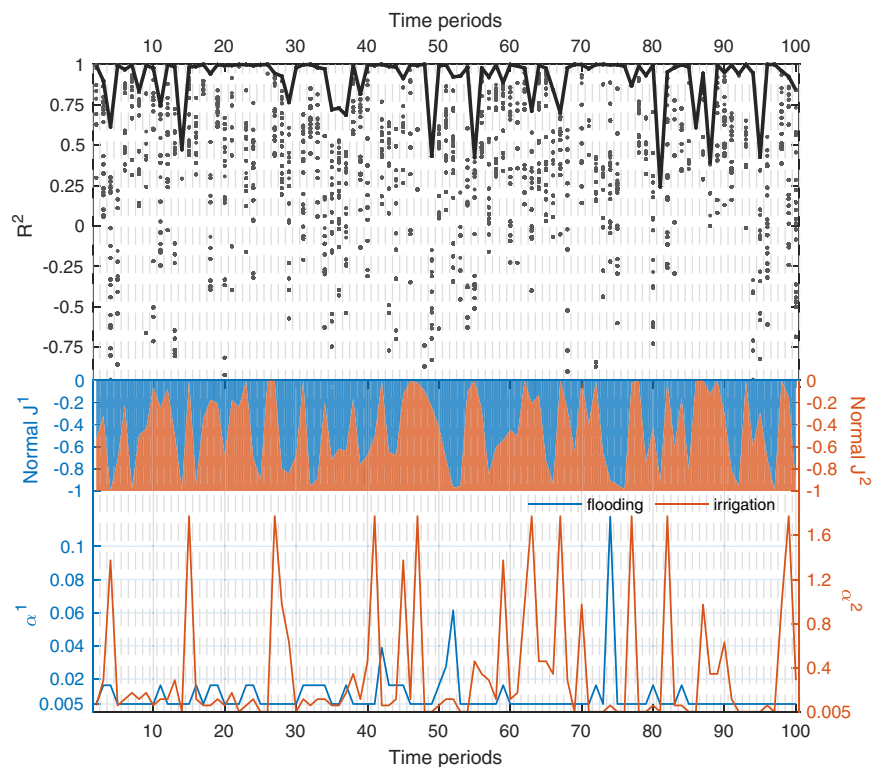 Time periods
10 20 30 40 50 60 70 80 90 100
1
0.75
0.5
0.25
0
-0.25
-0.5
-0.75
R²
0 0
-0.2 -0.2
-0.4 -0.4
-0.6 -0.6
-0.8 -0.8
-1 -1
Normal J¹
Normal J²
flooding irrigation
0.1
0.08
0.06
0.04
0.02
0.005
α¹
1.6
1.2
0.8
0.4
0.005
α²
10 20 30 40 50 60 70 80 90 100
Time periods